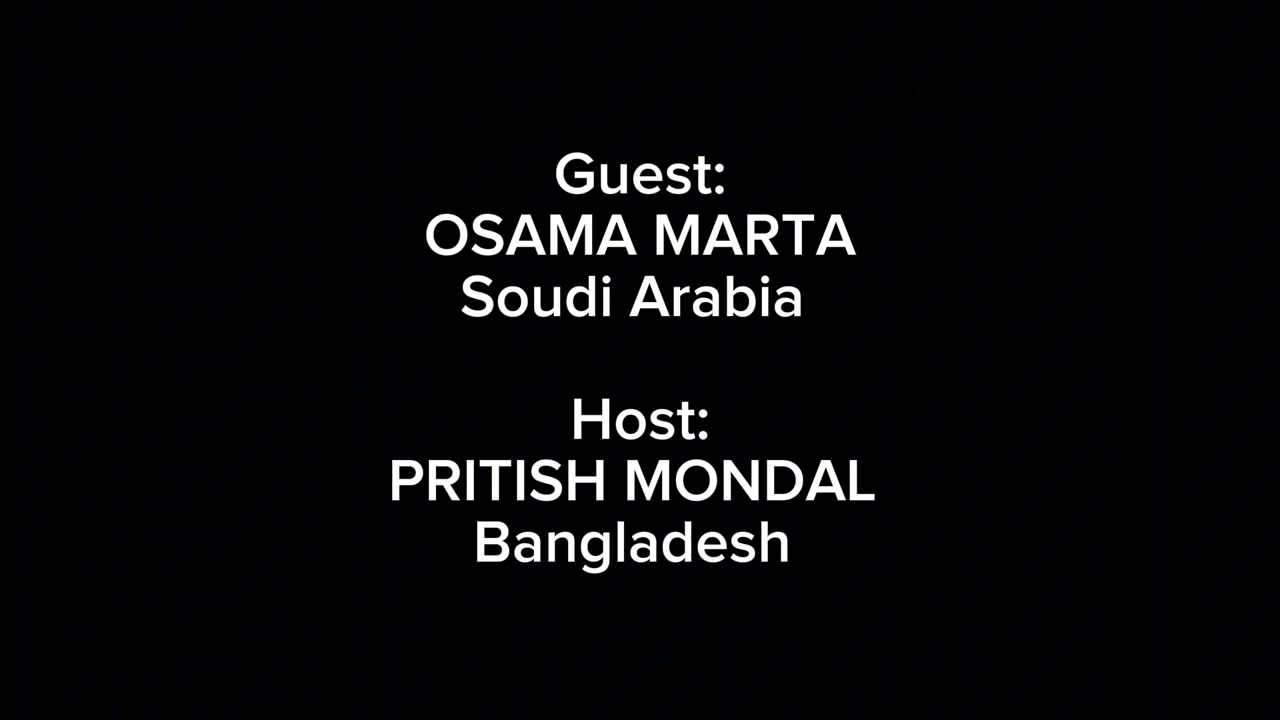 Guest:
OSAMA MARTA
Soudi Arabia
Host:
PRITISH MONDAL
Bangladesh